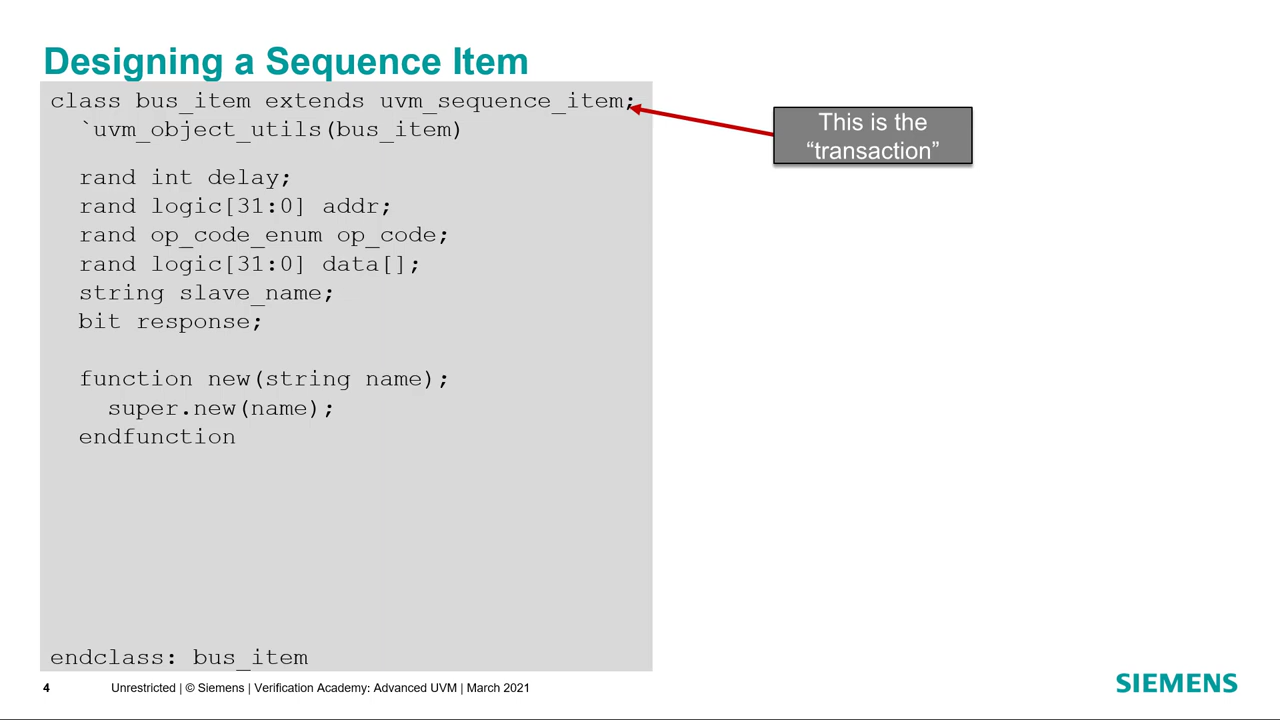 Designing a Sequence Item
class bus_item extends uvm_sequence_item;
`uvm_object_utils(bus_item)
rand int delay;
rand logic[31:0] addr;
rand op_code_enum op_code;
rand logic[31:0] data[];
string slave_name;
bit response;
function new(string name);
super.new(name);
endfunction
endclass: bus_item
This is the
“transaction”
4 Unrestricted | © Siemens | Verification Academy: Advanced UVM | March 2021
SIEMENS